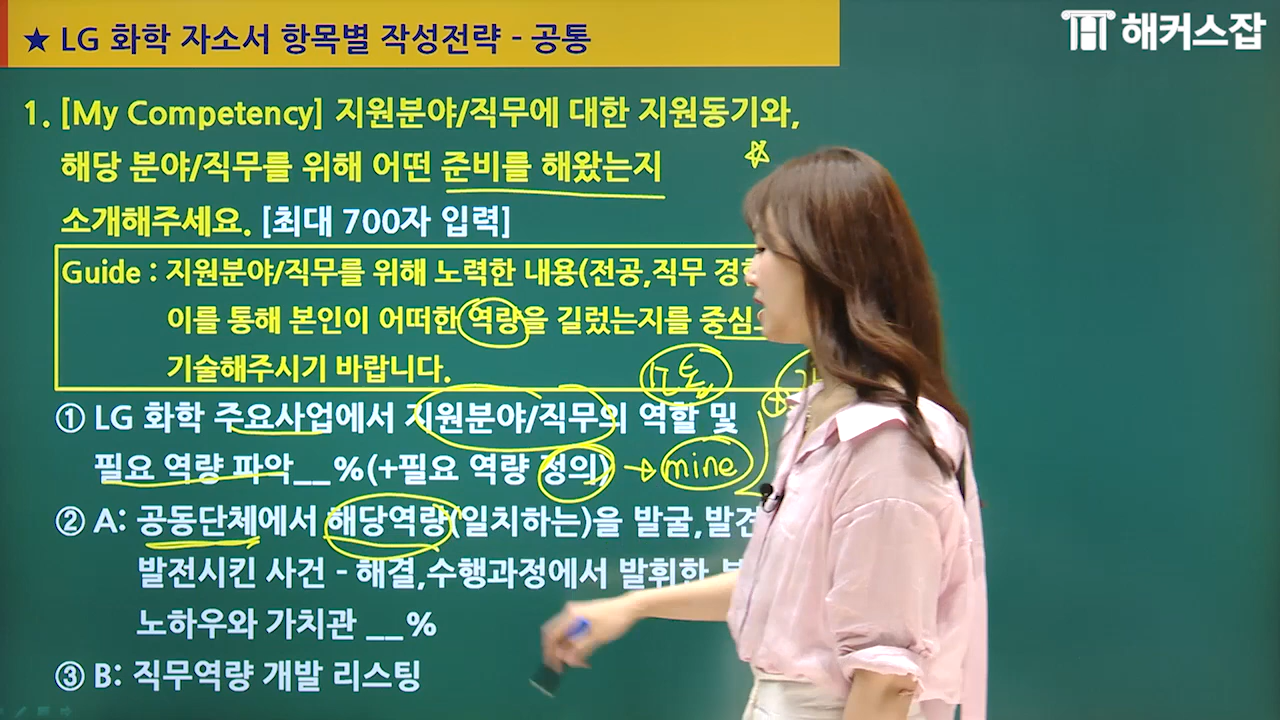 ★ LG 화학 자소서 항목별 작성전략 - 공통
해커스잡
1. [My Competency] 지원분야/직무에 대한 지원동기와,
해당 분야/직무를 위해 어떤 준비를 해왔는지
소개해주세요. [최대 700자 입력]
Guide : 지원분야/직무를 위해 노력한 내용(전공,직무
이를 통해 본인이 어떠한 역량을 길렀는지를
기술해주시기 바랍니다.
소통
① LG 화학 주요사업에서 지원분야/직무의 역할 및
필요 역량 파악__%(+필요 역량 정의) → mine
② A: 공동단체에서 해당역량(일치하는)을 발굴,발견
발전시킨 사건 - 해결,수행과정에서 발휘한
노하우와 가치관 __%
③ B: 직무역량 개발 리스팅